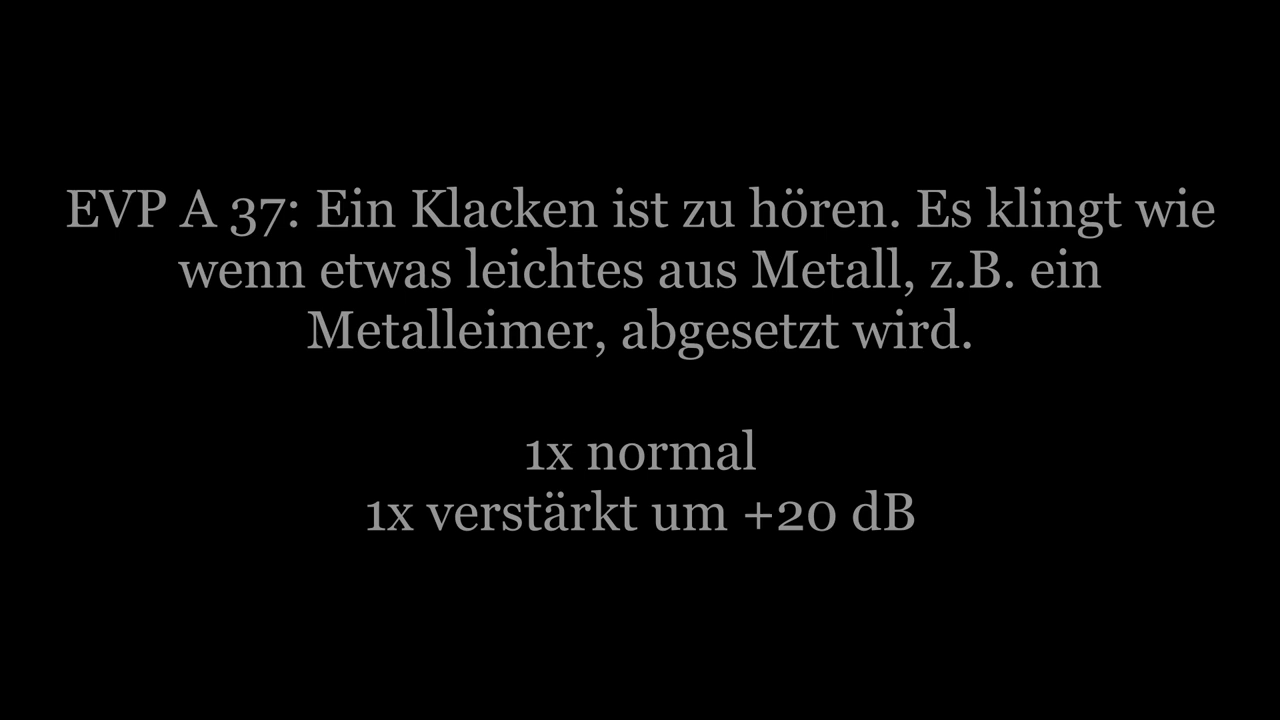 EVP A 37: Ein Klacken ist zu hören. Es klingt wie
wenn etwas leichtes aus Metall, z.B. ein
Metalleimer, abgesetzt wird.
1x normal
1x verstärkt um +20 dB